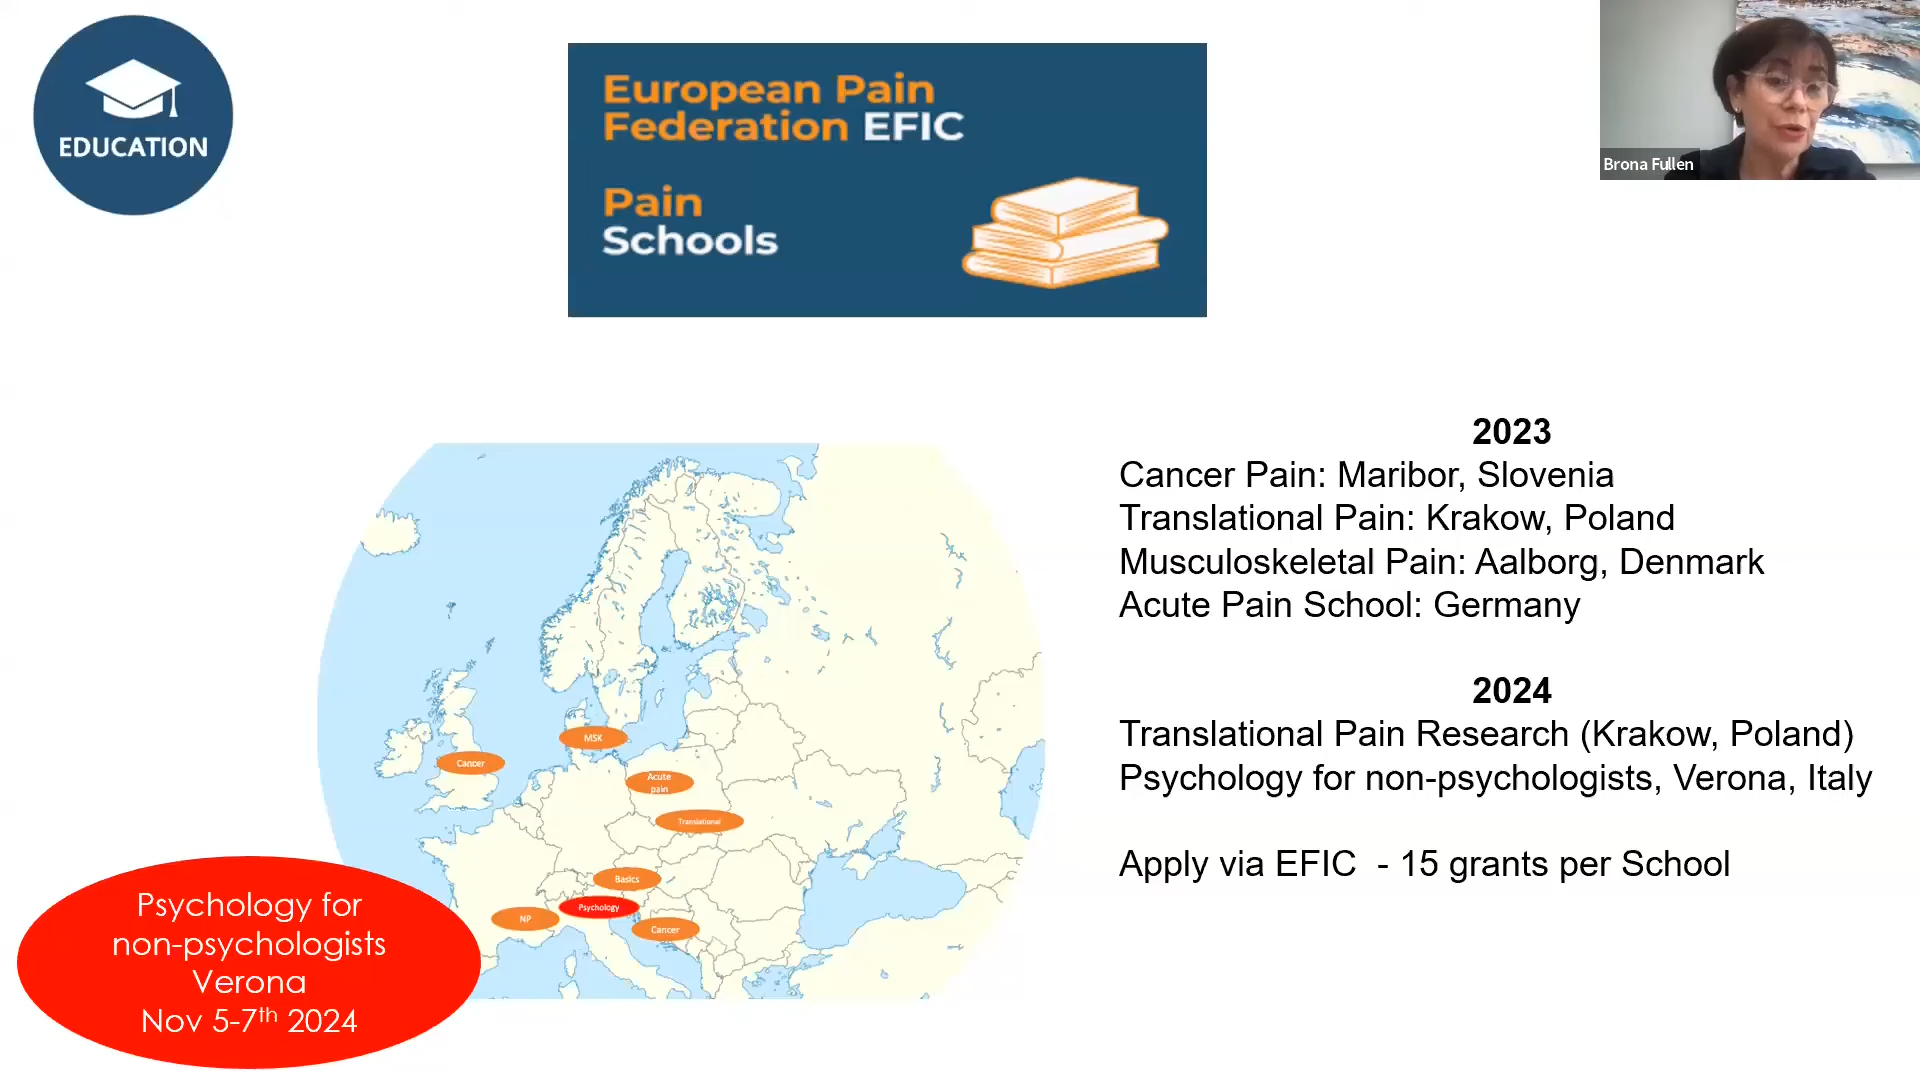 EDUCATION
European Pain
Federation EFIC
Pain
Schools
Brona Fullen
2023
Cancer Pain: Maribor, Slovenia
Translational Pain: Krakow, Poland
Musculoskeletal Pain: Aalborg, Denmark
Acute Pain School: Germany
2024
Translational Pain Research (Krakow, Poland)
Psychology for non-psychologists, Verona, Italy
Apply via EFIC - 15 grants per School
MSK
Cancer
Acute
pain
Translational
Basics
Psychology
NP
Cancer
Psychology for
non-psychologists
Verona
Nov 5-7th 2024